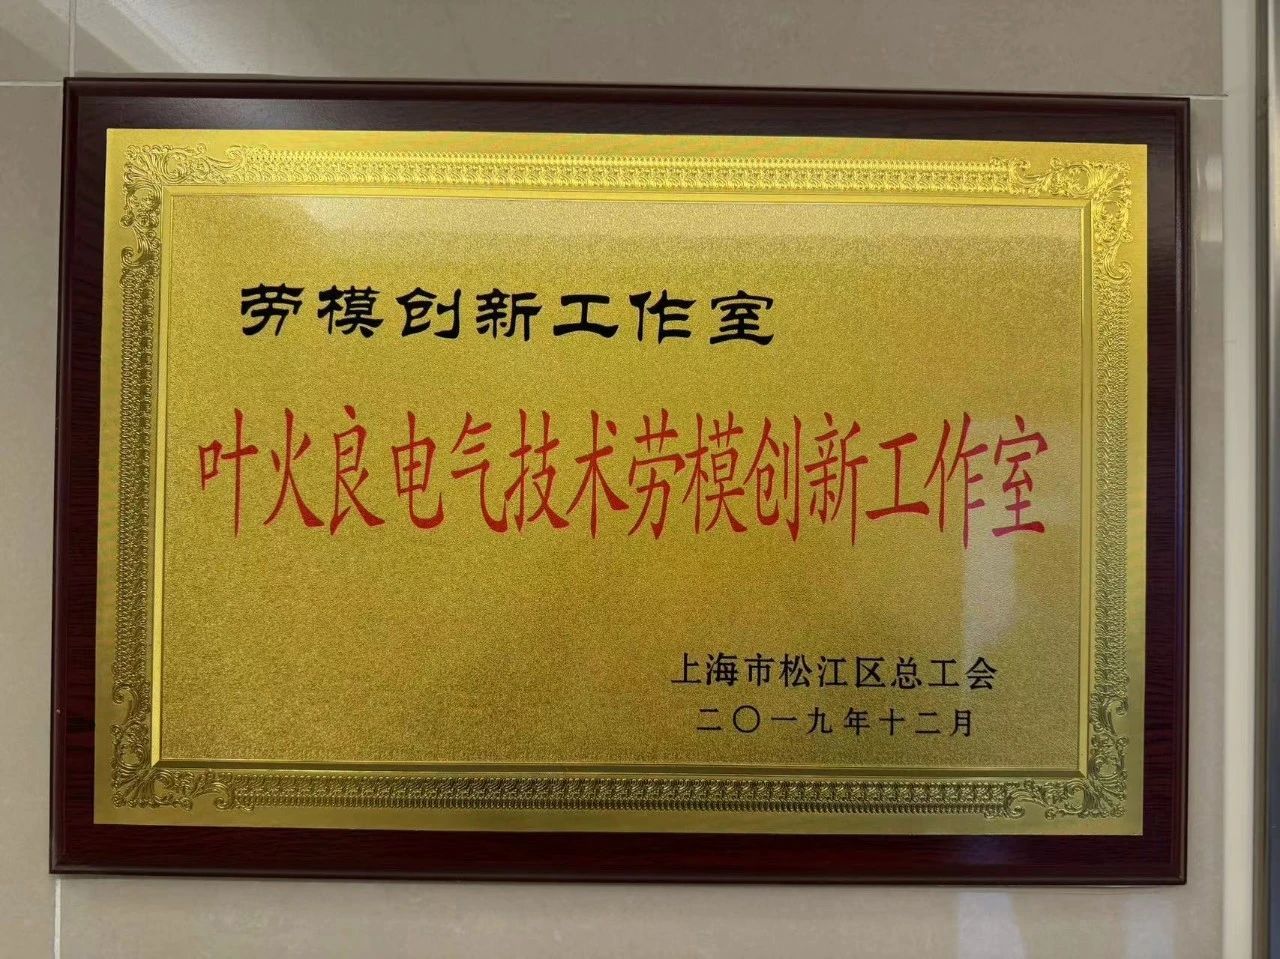 劳模创新工作室
叶火良电气技术劳模创新工作室
上海市松江区总工会
二〇一九年十二月